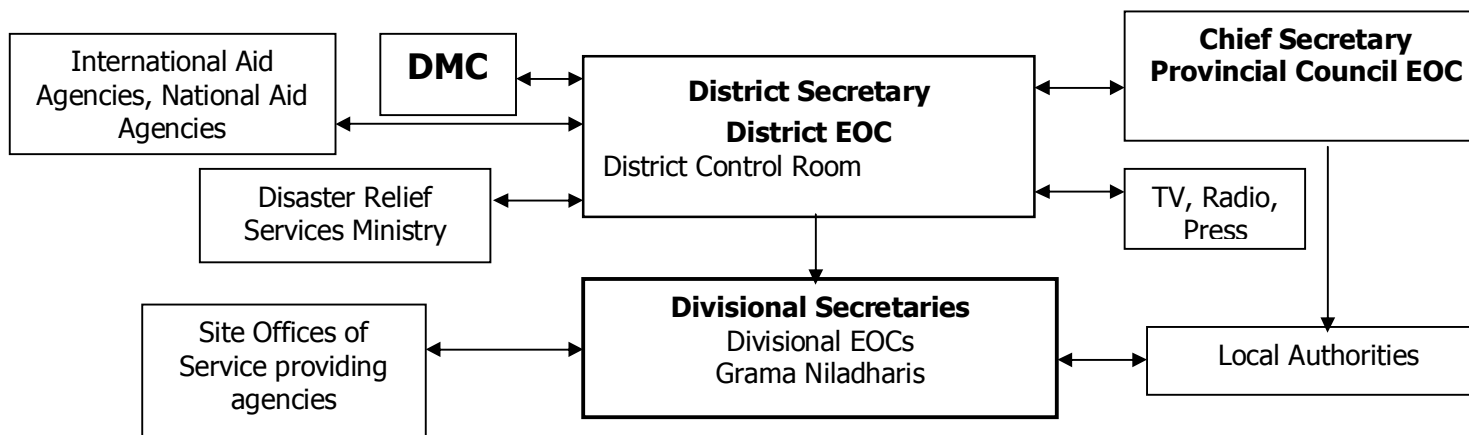 International Aid
Agencies, National Aid
Agencies
DMC
District Secretary
District EOC
District Control Room
Chief Secretary
Provincial Council EOC
Disaster Relief
Services Ministry
TV, Radio,
Press
Site Offices of
Service providing
agencies
Divisional Secretaries
Divisional EOCs
Grama Niladharis
Local Authorities